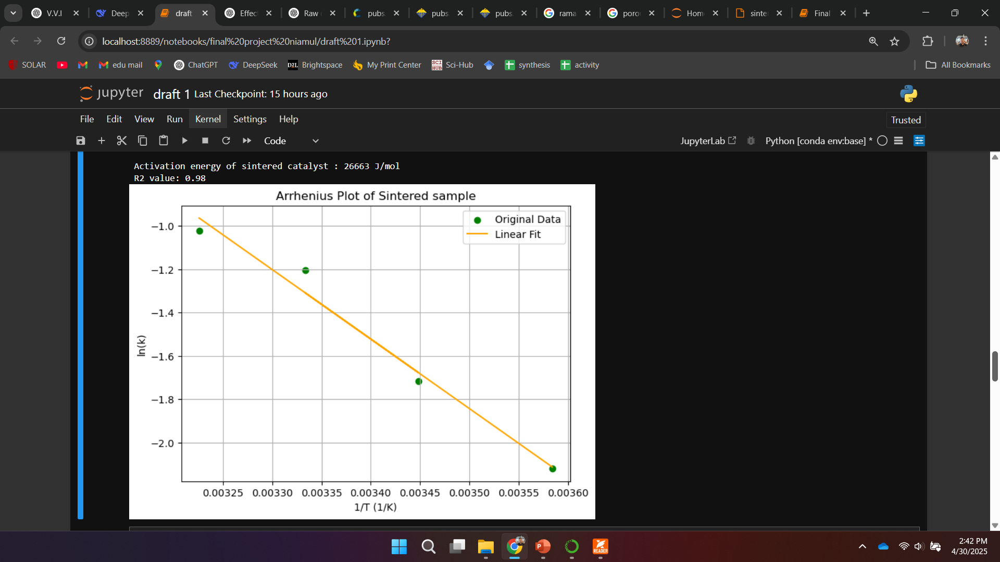 V.V.I
Deep
draft
Effec
Raw
pubs
pubs
pubs
rama
poro
Hom
sinte
Final
localhost:8889/notebooks/final%20project%20niamul/draft%201.ipynb?
SOLAR
edu mail
ChatGPT
DeepSeek
D2L Brightspace
My Print Center
SCI HUB Sci-Hub
synthesis
activity
All Bookmarks
jupyter draft 1 Last Checkpoint: 15 hours ago
File Edit View Run Kernel Settings Help
Trusted
Code
JupyterLab
Python [conda env:base] *
Activation energy of sintered catalyst : 26663 J/mol
R2 value: 0.98
Arrhenius Plot of Sintered sample
Original Data
Linear Fit
−1.0
−1.2
−1.4
−1.6
−1.8
−2.0
ln(k)
0.00325 0.00330 0.00335 0.00340 0.00345 0.00350 0.00355 0.00360
1/T (1/K)
READER
2:42 PM
4/30/2025